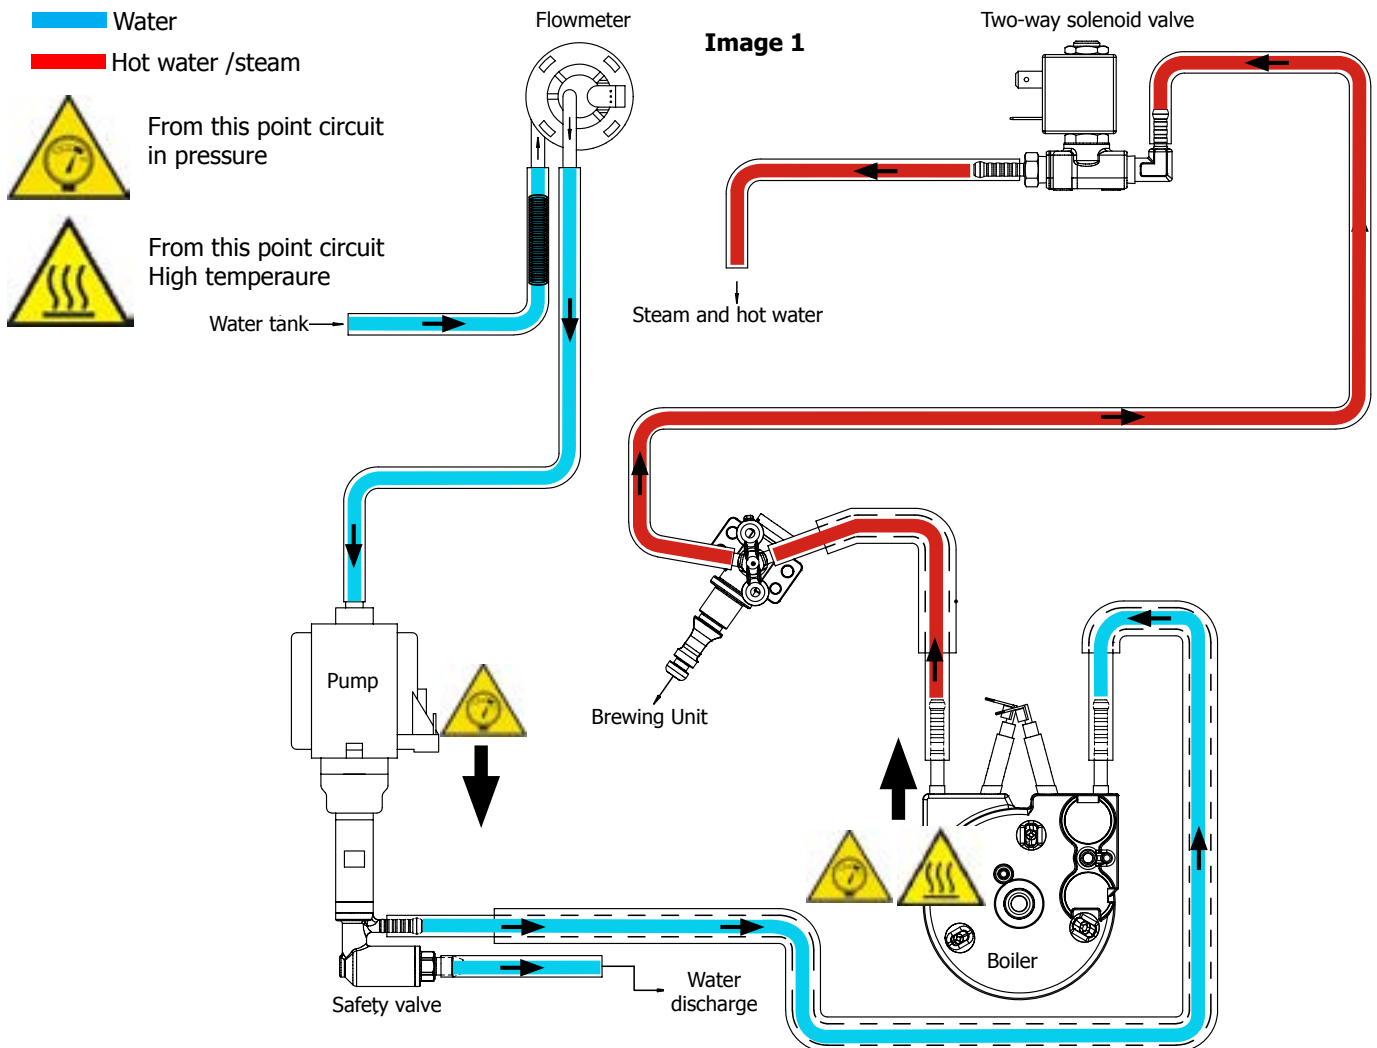 Water
Hot water /steam
From this point circuit
in pressure
From this point circuit
High temperaure
Flowmeter
Image 1
Two-way solenoid valve
Water tank
Steam and hot water
Pump
Brewing Unit
Boiler
Safety valve
Water
discharge